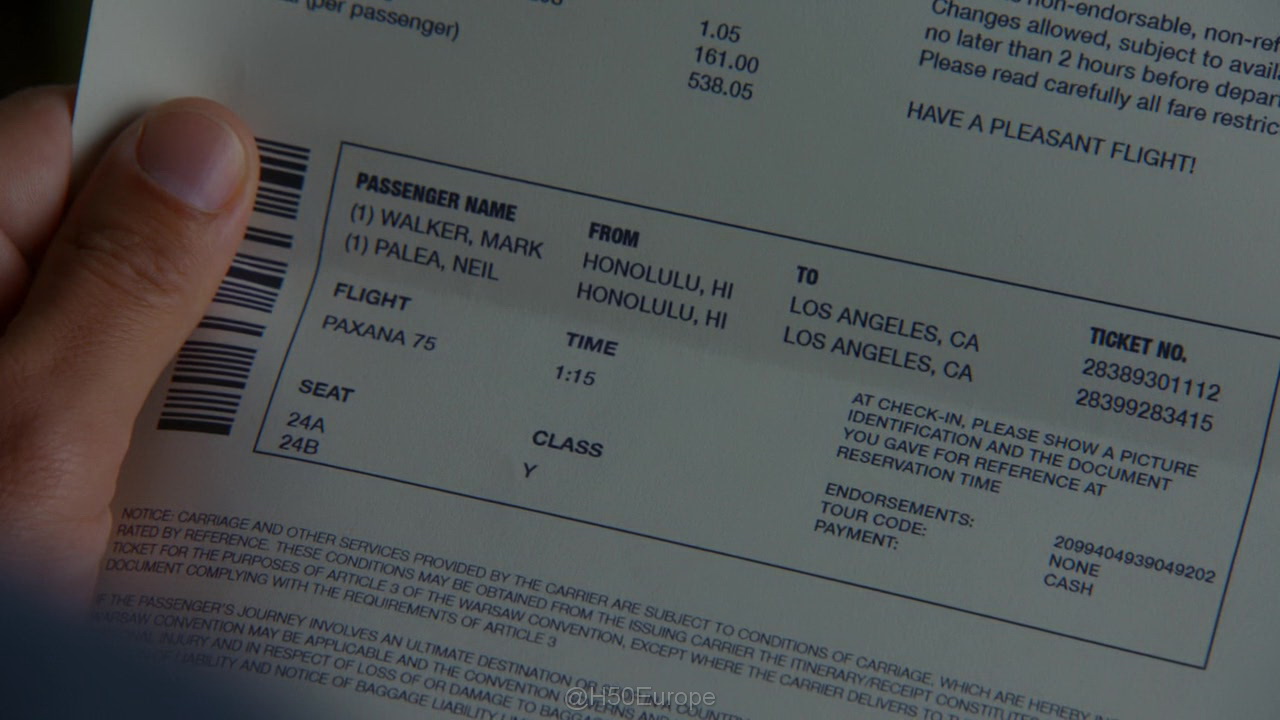 (per passenger)
1.05
161.00
538.05
non-endorsable, non-ref
Changes allowed, subject to avail
no later than 2 hours before depar
Please read carefully all fare restric
HAVE A PLEASANT FLIGHT!
PASSENGER NAME
(1) WALKER, MARK
(1) PALEA, NEIL
FROM
HONOLULU, HI
HONOLULU, HI
TO
LOS ANGELES, CA
LOS ANGELES, CA
TICKET NO.
28389301112
28399283415
FLIGHT
PAXANA 75
TIME
1:15
SEAT
24A
24B
CLASS
Y
AT CHECK-IN, PLEASE SHOW A PICTURE
IDENTIFICATION AND THE DOCUMENT
YOU GAVE FOR REFERENCE AT
RESERVATION TIME
ENDORSEMENTS: 2099404939049202
TOUR CODE: NONE
PAYMENT: CASH
NOTICE: CARRIAGE AND OTHER SERVICES PROVIDED BY THE CARRIER ARE SUBJECT TO CONDITIONS OF CARRIAGE, WHICH ARE HEREBY IN
RATED BY REFERENCE. THESE CONDITIONS MAY BE OBTAINED FROM THE ISSUING CARRIER THE ITINERARY/RECEIPT CONSTITUTE
TICKET FOR THE PURPOSES OF ARTICLE 3 OF THE WARSAW CONVENTION, EXCEPT WHERE THE CARRIER DELIVERS TO
DOCUMENT COMPLYING WITH THE REQUIREMENTS OF ARTICLE 3
F THE PASSENGER'S JOURNEY INVOLVES AN ULTIMATE DESTINATION OR COUNTRY
WARSAW CONVENTION MAY BE APPLICABLE AND THE CONVENTION GOVERNS AND
NAL INJURY AND IN RESPECT OF LOSS OF OR DAMAGE TO BAGGAGE
LIABILITY AND NOTICE OF BAGGAGE LIABILITY
@H50Europe